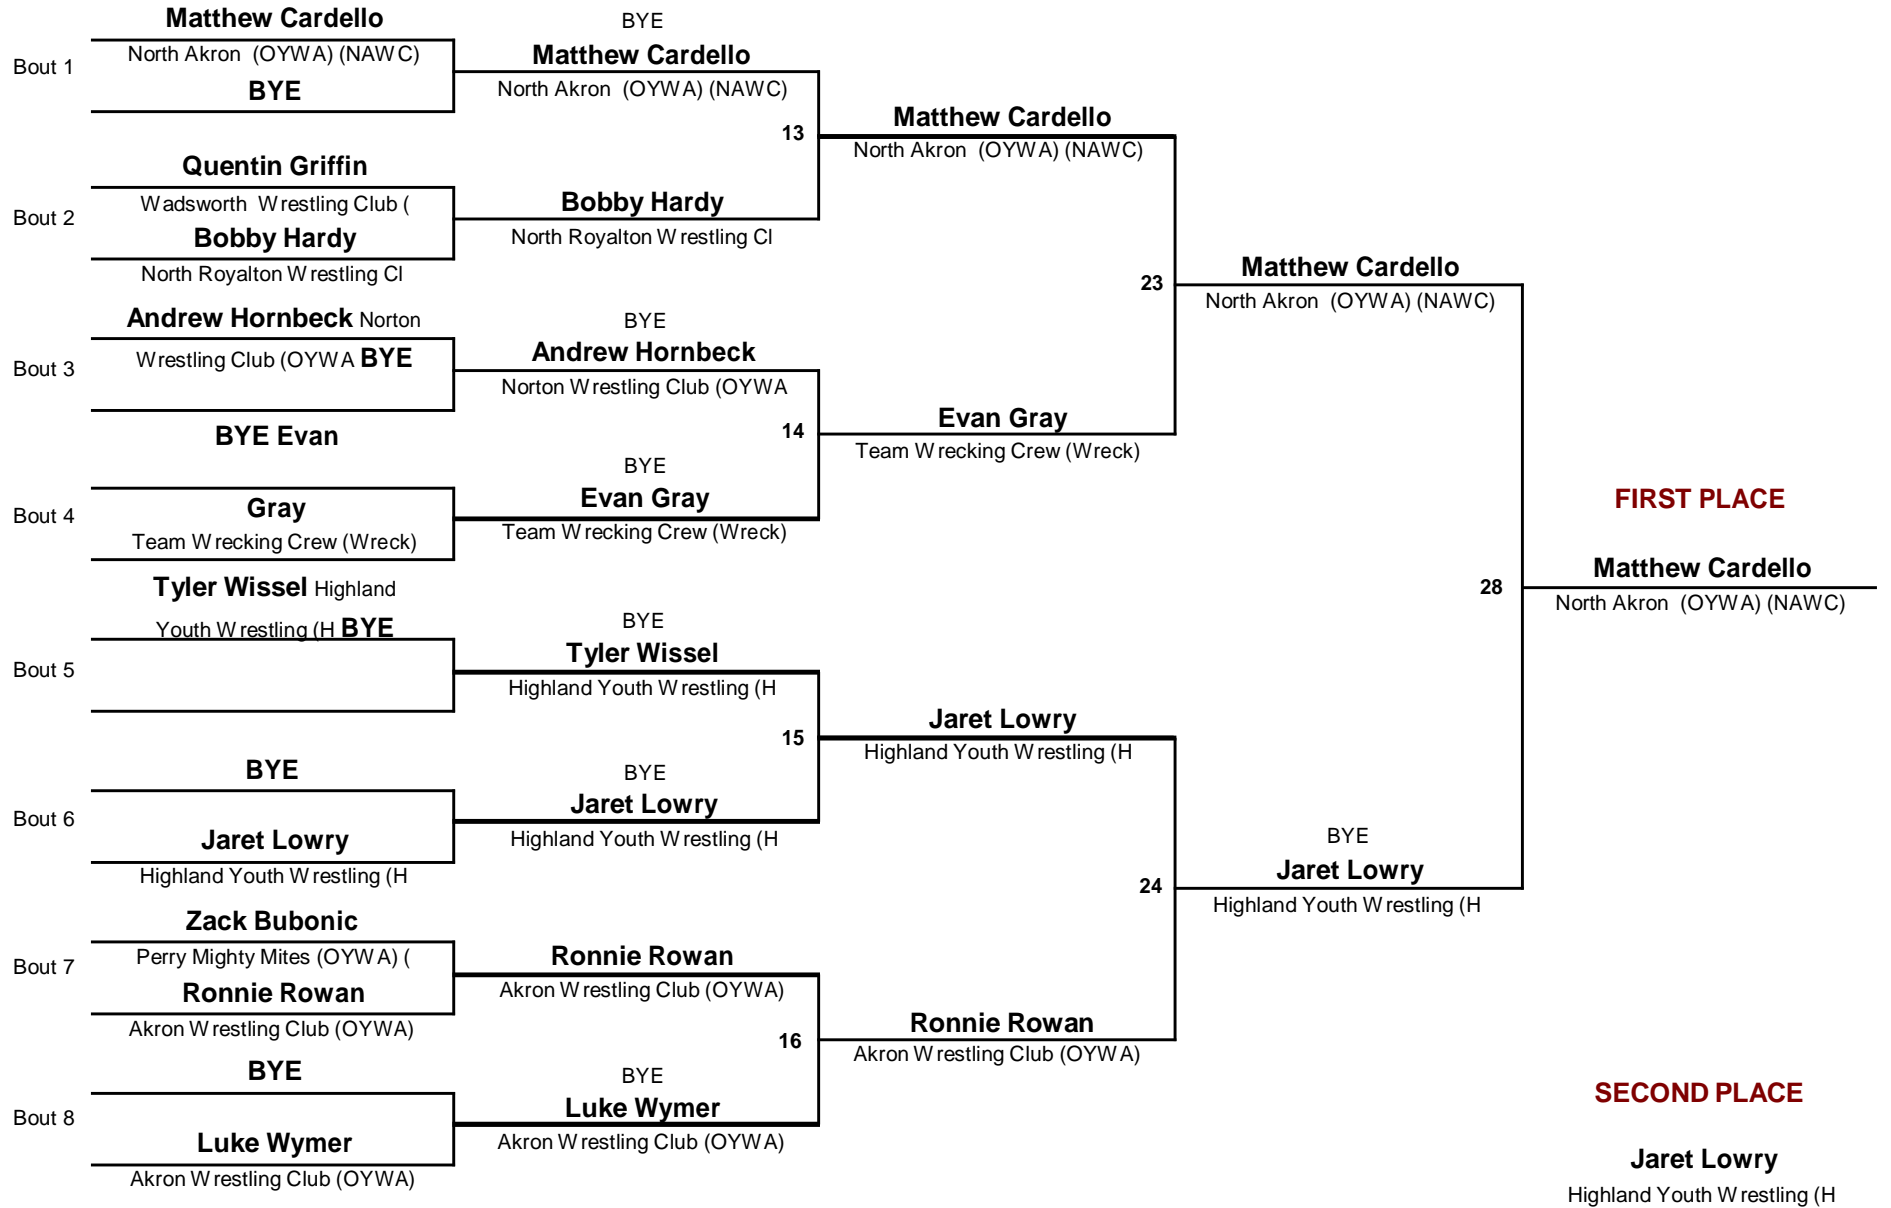 Matthew Cardello
North Akron (OYWA) (NAWC)
Bout 1
BYE
Quentin Griffin
Wadsworth Wrestling Club (
Bout 2
Bobby Hardy
North Royalton Wrestling Cl
Andrew Hornbeck Norton
Wrestling Club (OYWA BYE
Bout 3
BYE Evan
Gray
Bout 4
Team Wrecking Crew (Wreck)
Tyler Wissel Highland
Youth Wrestling (H BYE
Bout 5
BYE
Bout 6
Jaret Lowry
Highland Youth Wrestling (H
Zack Bubonic
Perry Mighty Mites (OYWA) (
Bout 7
Ronnie Rowan
Akron Wrestling Club (OYWA)
BYE
Bout 8
Luke Wymer
Akron Wrestling Club (OYWA)
BYE
Matthew Cardello
North Akron (OYWA) (NAWC)
13
Bobby Hardy
North Royalton Wrestling Cl
BYE
Andrew Hornbeck
Norton Wrestling Club (OYWA
14
BYE
Evan Gray
Team Wrecking Crew (Wreck)
BYE
Tyler Wissel
Highland Youth Wrestling (H
15
BYE
Jaret Lowry
Highland Youth Wrestling (H
Ronnie Rowan
Akron Wrestling Club (OYWA)
16
BYE
Luke Wymer
Akron Wrestling Club (OYWA)
Matthew Cardello
North Akron (OYWA) (NAWC)
23
Evan Gray
Team Wrecking Crew (Wreck)
Jaret Lowry
Highland Youth Wrestling (H
24
Ronnie Rowan
Akron Wrestling Club (OYWA)
Matthew Cardello
North Akron (OYWA) (NAWC)
28
BYE
Jaret Lowry
Highland Youth Wrestling (H
FIRST PLACE
Matthew Cardello
North Akron (OYWA) (NAWC)
SECOND PLACE
Jaret Lowry
Highland Youth Wrestling (H